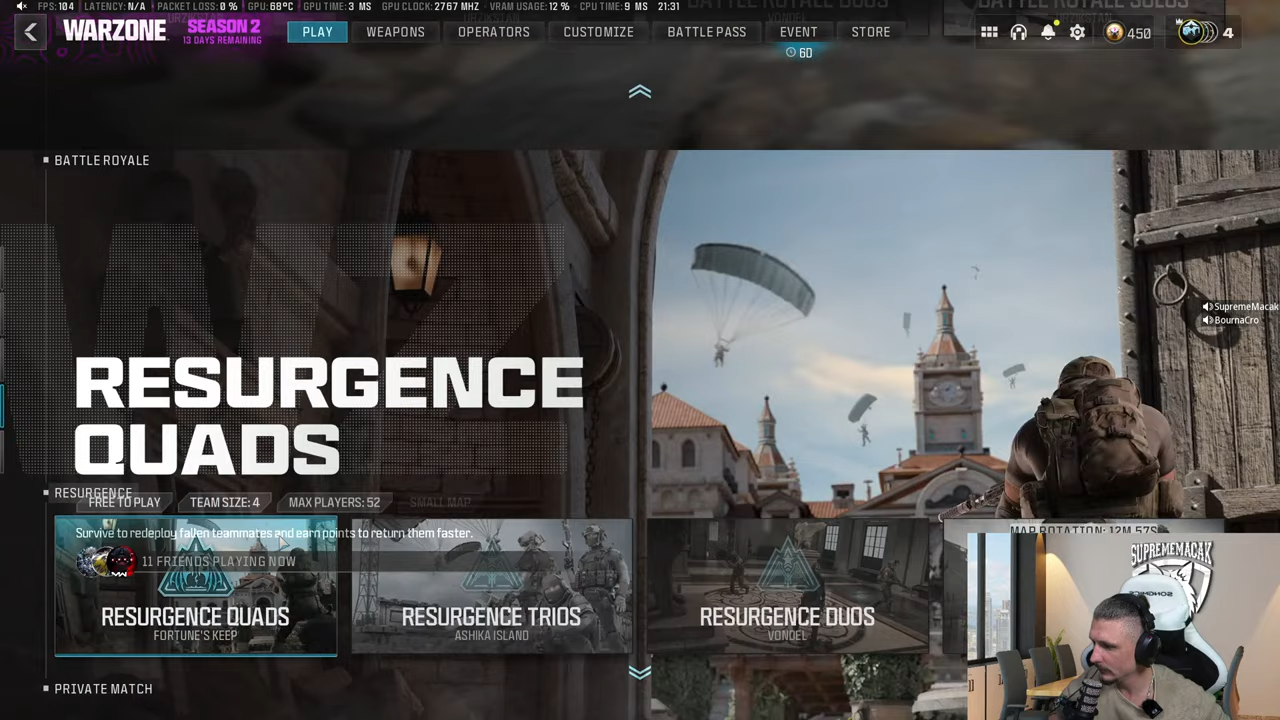 FPS: 104 | LATENCY: N/A | PACKET LOSS: 0 % | GPU: 68°C | GPU TIME: 3 MS | GPU CLOCK: 2767 MHZ | VRAM USAGE: 12 % | CPU TIME: 9 MS 21:31
WARZONE
SEASON 2
13 DAYS REMAINING
PLAY
WEAPONS
OPERATORS
CUSTOMIZE
BATTLE PASS
EVENT
STORE
450
4
60
BATTLE ROYALE
SupremeMacak
BournaCro
RESURGENCE
QUADS
RESURGENCE
FREE TO PLAY
TEAM SIZE: 4
MAX PLAYERS: 52
SMALL MAP
Survive to redeploy fallen teammates and earn points to return them faster.
MAP ROTATION: 12M 57S
11 FRIENDS PLAYING NOW
RESURGENCE QUADS
FORTUNE'S KEEP
RESURGENCE TRIOS
ASHIKA ISLAND
RESURGENCE DUOS
VONDEL
SUPREMEMACAK
PRIVATE MATCH